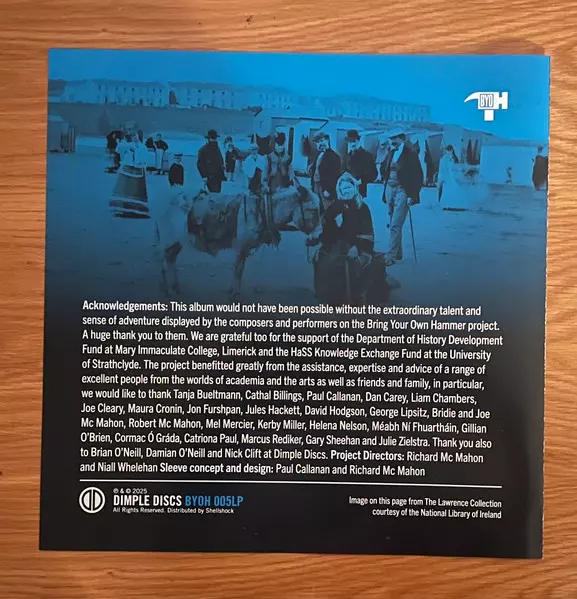 BYO H
Acknowledgements: This album would not have been possible without the extraordinary talent and
sense of adventure displayed by the composers and performers on the Bring Your Own Hammer project.
A huge thank you to them. We are grateful too for the support of the Department of History Development
Fund at Mary Immaculate College, Limerick and the HaSS Knowledge Exchange Fund at the University
of Strathclyde. The project benefitted greatly from the assistance, expertise and advice of a range of
excellent people from the worlds of academia and the arts as well as friends and family, in particular,
we would like to thank Tanja Bueltmann, Cathal Billings, Paul Callanan, Dan Carey, Liam Chambers,
Joe Cleary, Maura Cronin, Jon Furshpan, Jules Hackett, David Hodgson, George Lipsitz, Bridie and Joe
Mc Mahon, Robert Mc Mahon, Mel Mercier, Kerby Miller, Helena Nelson, Méabh Ní Fhuartháin, Gillian
O'Brien, Cormac Ó Gráda, Catriona Paul, Marcus Rediker, Gary Sheehan and Julie Zielstra. Thank you also
to Brian O'Neill, Damian O'Neill and Nick Clift at Dimple Discs. Project Directors: Richard Mc Mahon
and Niall Whelehan Sleeve concept and design: Paul Callanan and Richard Mc Mahon
℗ & © 2025
DIMPLE DISCS BYOH 005LP
All Rights Reserved. Distributed by Shellshock
Image on this page from The Lawrence Collection
courtesy of the National Library of Ireland